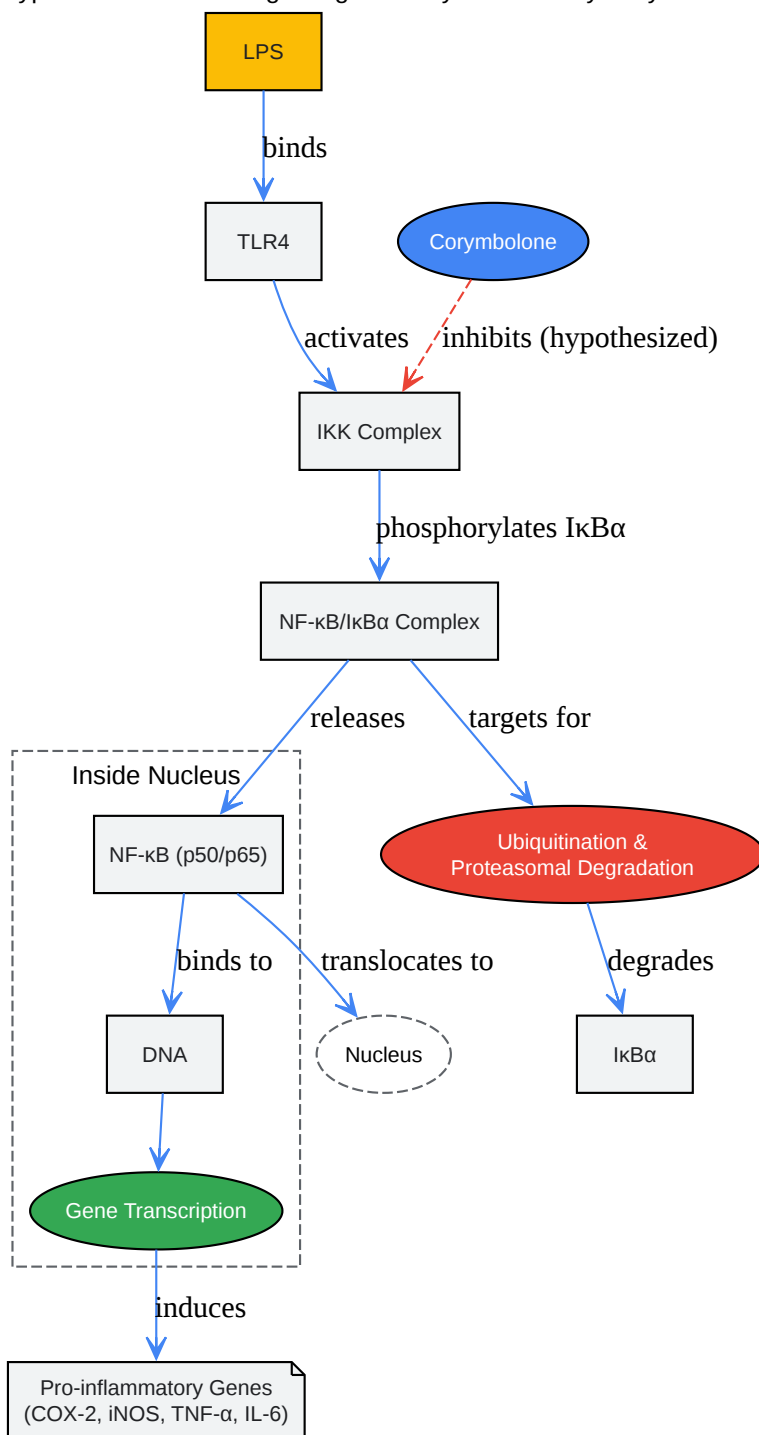 LPS
binds
TLR4
Corymbolone
activates
inhibits (hypothesized)
IKK Complex
phosphorylates IκBα
NF-κB/IκBα Complex
releases
targets for
Inside Nucleus
NF-κB (p50/p65)
Ubiquitination &
Proteasomal Degradation
binds to
translocates to
degrades
DNA
Nucleus
IκBα
Gene Transcription
induces
Pro-inflammatory Genes
(COX-2, iNOS, TNF-α, IL-6)